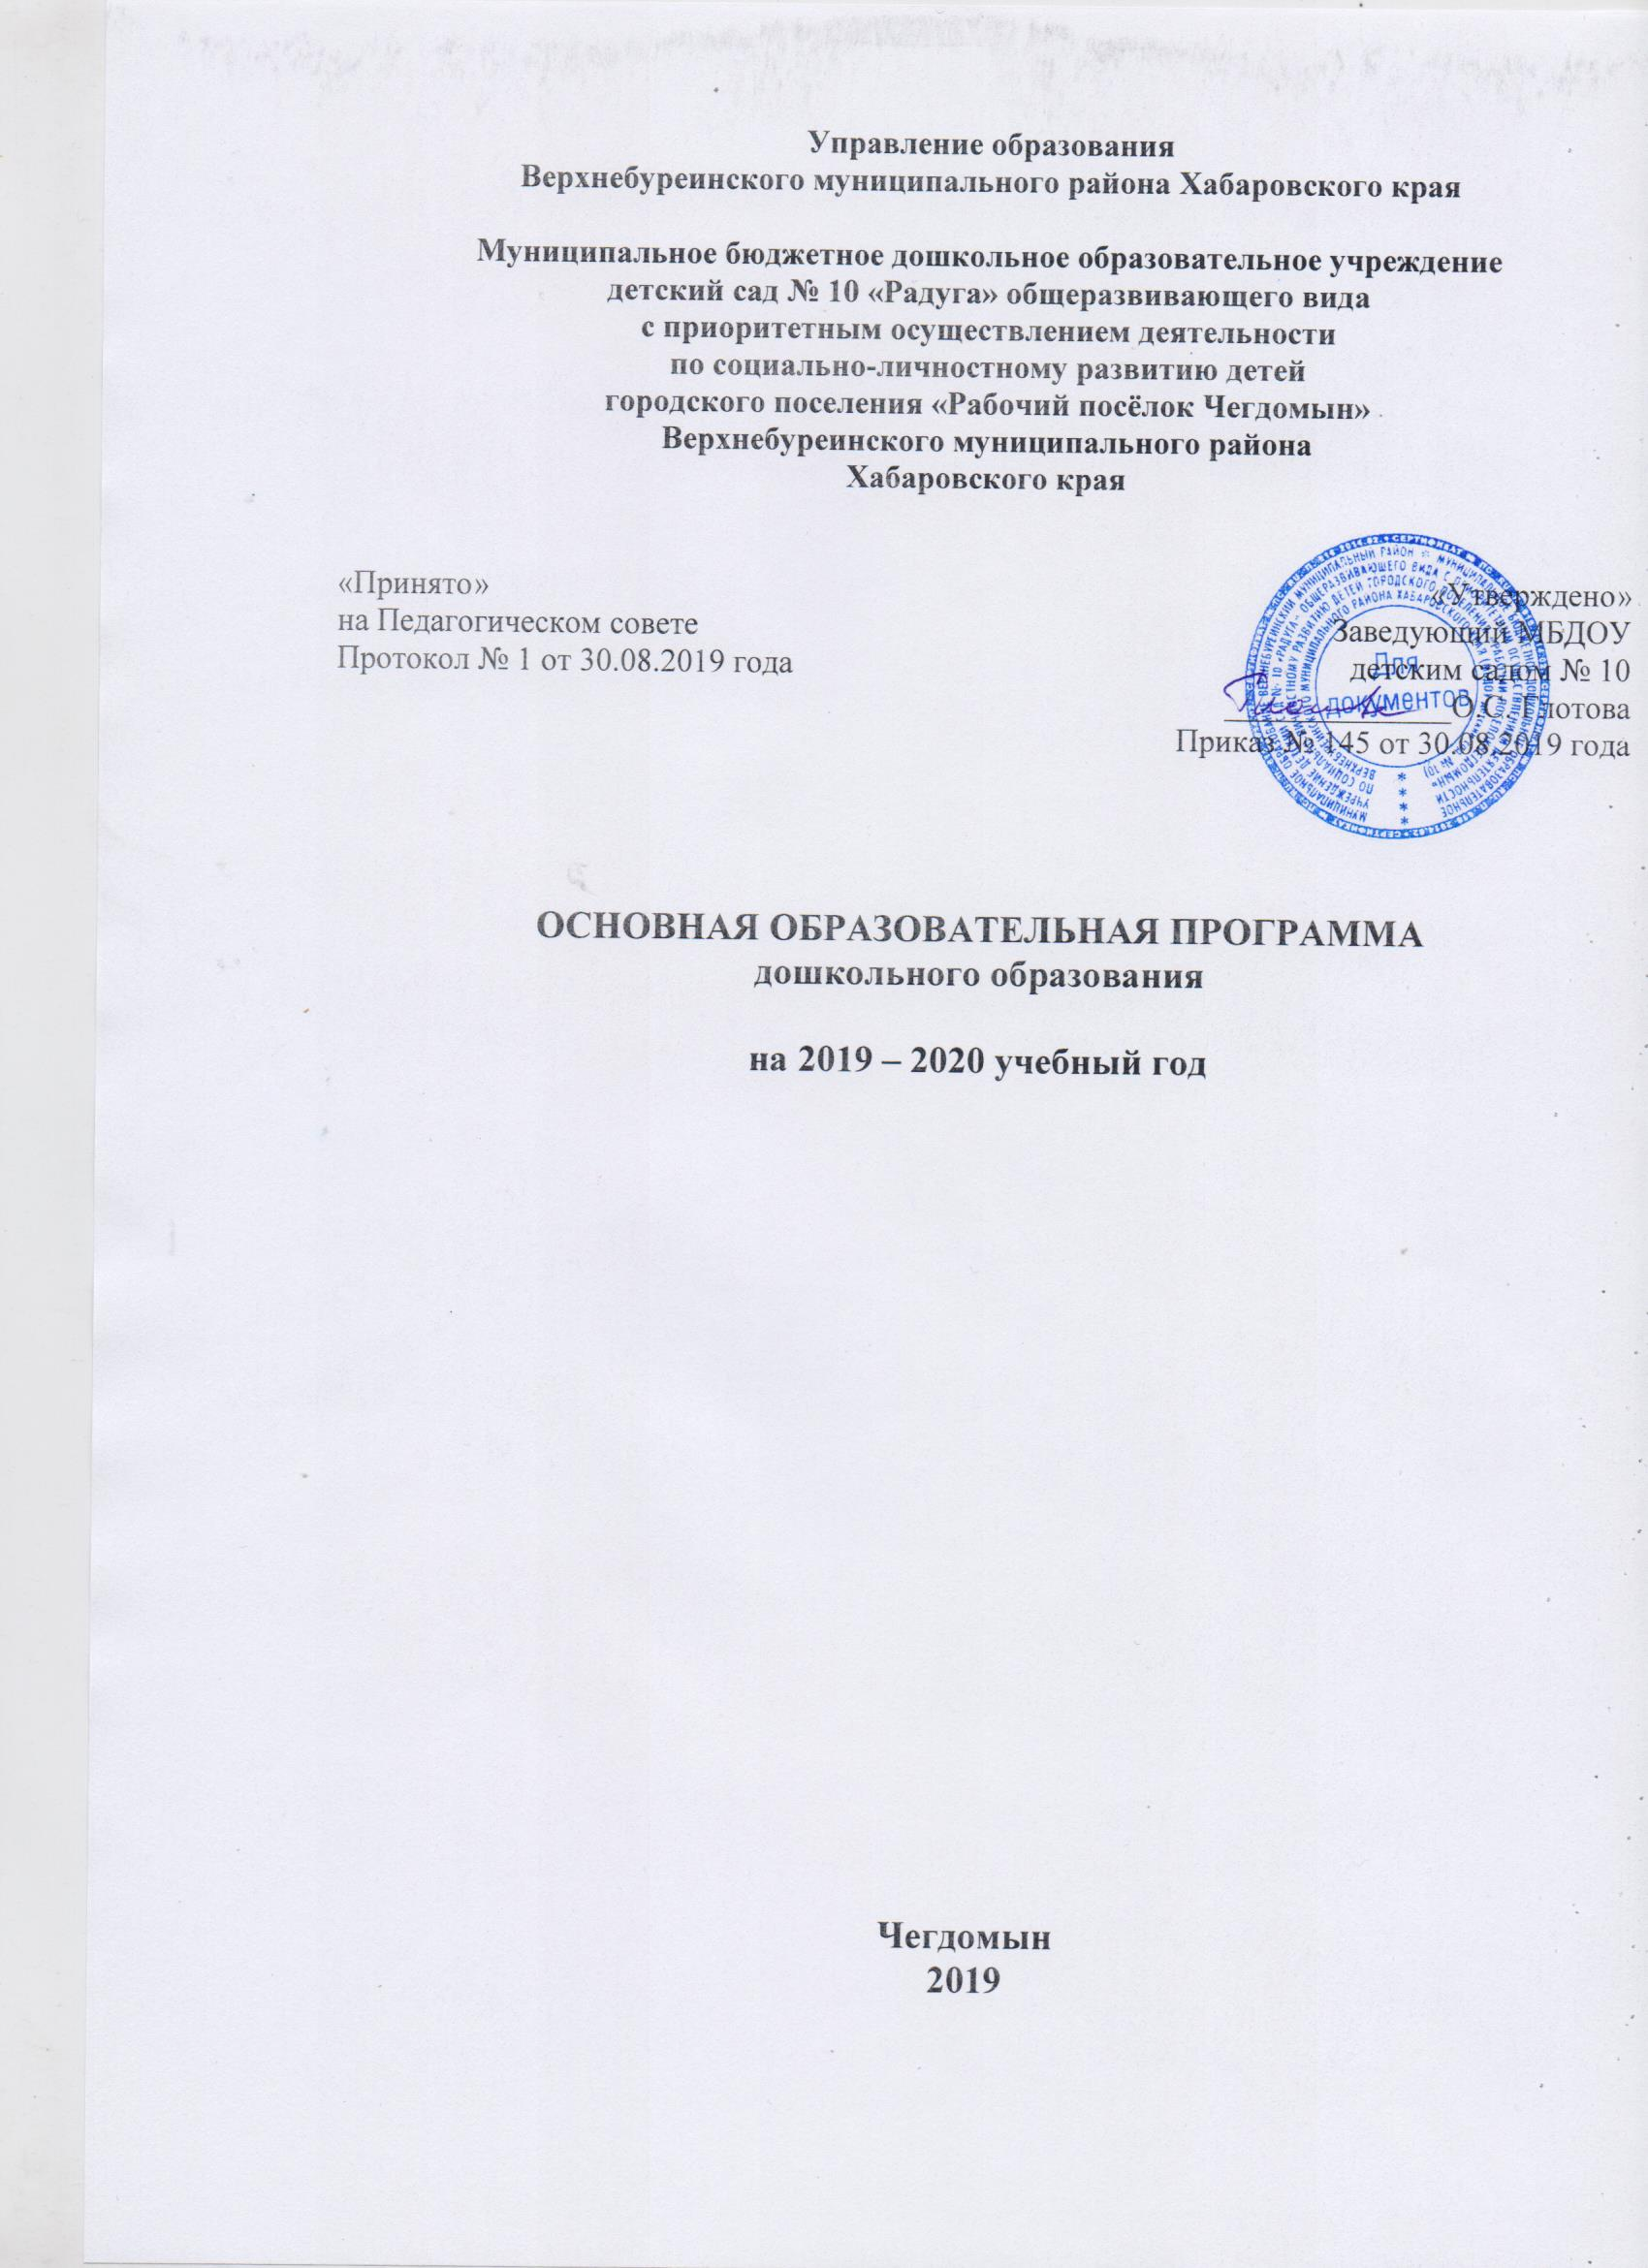 Управление образования
Верхнебуреинского муниципального района Хабаровского края
Муниципальное бюджетное дошкольное образовательное учреждение
детский сад № 10 «Радуга» общеразвивающего вида
с приоритетным осуществлением деятельности
по социально-личностному развитию детей
городского поселения «Рабочий посёлок Чегдомын»
Верхнебуреинского муниципального района
Хабаровского края
«Принято»
на Педагогическом совете
Протокол № 1 от 30.08.2019 года
«Утверждено»
Заведующий МБДОУ
детским садом № 10
О.С. Глотова
Приказ № 145 от 30.08.2019 года
Для
документов
ОСНОВНАЯ ОБРАЗОВАТЕЛЬНАЯ ПРОГРАММА
дошкольного образования
на 2019 – 2020 учебный год
Чегдомын
2019